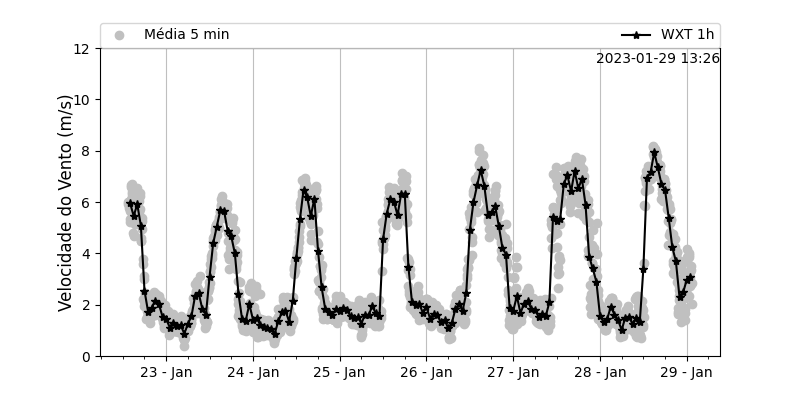 Média 5 min
WXT 1h
2023-01-29 13:26
Velocidade do Vento (m/s)
12
10
8
6
4
2
0
23 - Jan
24 - Jan
25 - Jan
26 - Jan
27 - Jan
28 - Jan
29 - Jan